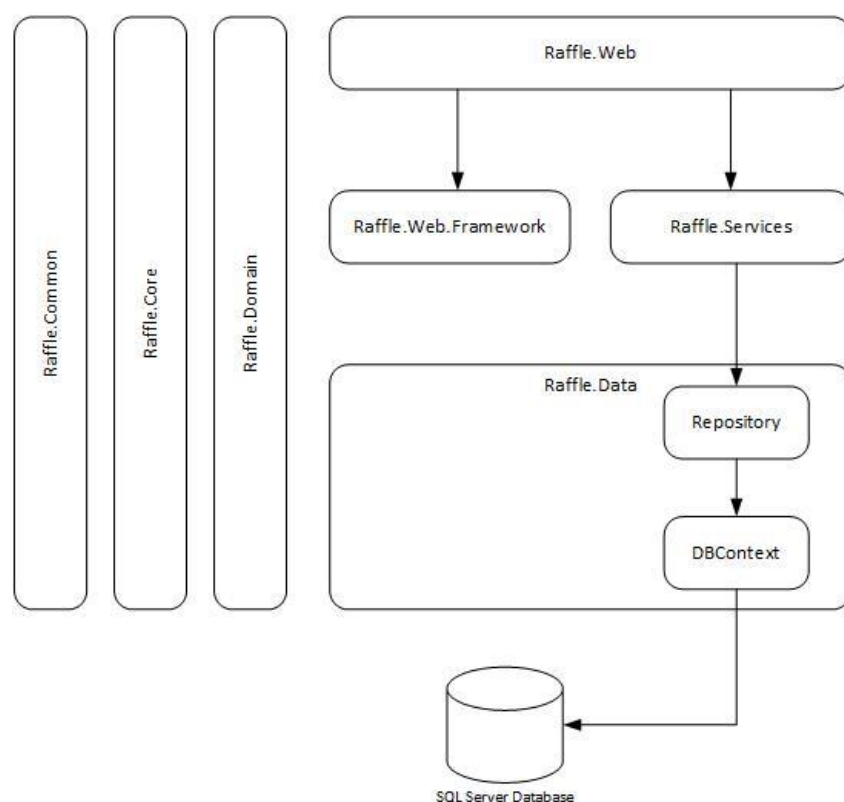 Raffle.Common
Raffle.Core
Raffle.Domain
Raffle.Web
Raffle.Web.Framework
Raffle.Services
Raffle.Data
Repository
DBContext
SQL Server Database